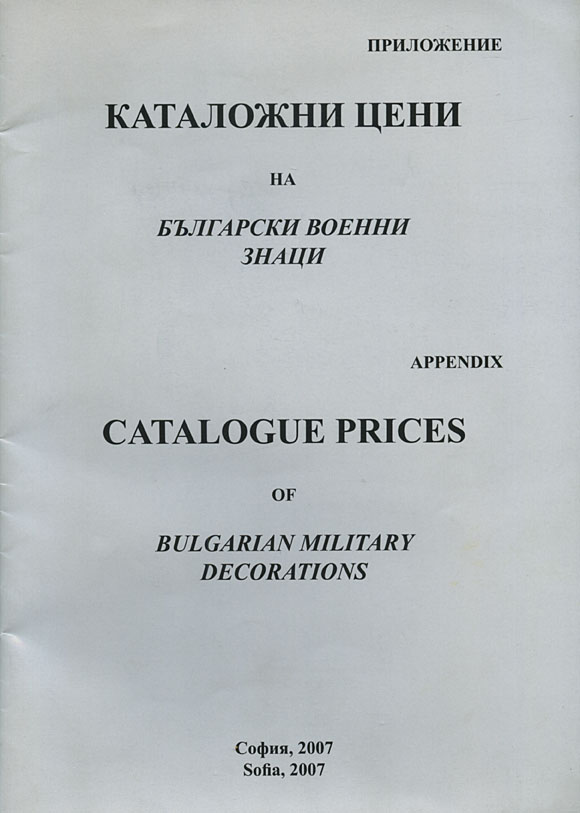 ПРИЛОЖЕНИЕ
КАТАЛОЖНИ ЦЕНИ
НА
БЪЛГАРСКИ ВОЕННИ
ЗНАЦИ
APPENDIX
CATALOGUE PRICES
OF
BULGARIAN MILITARY
DECORATIONS
София, 2007
Sofia, 2007